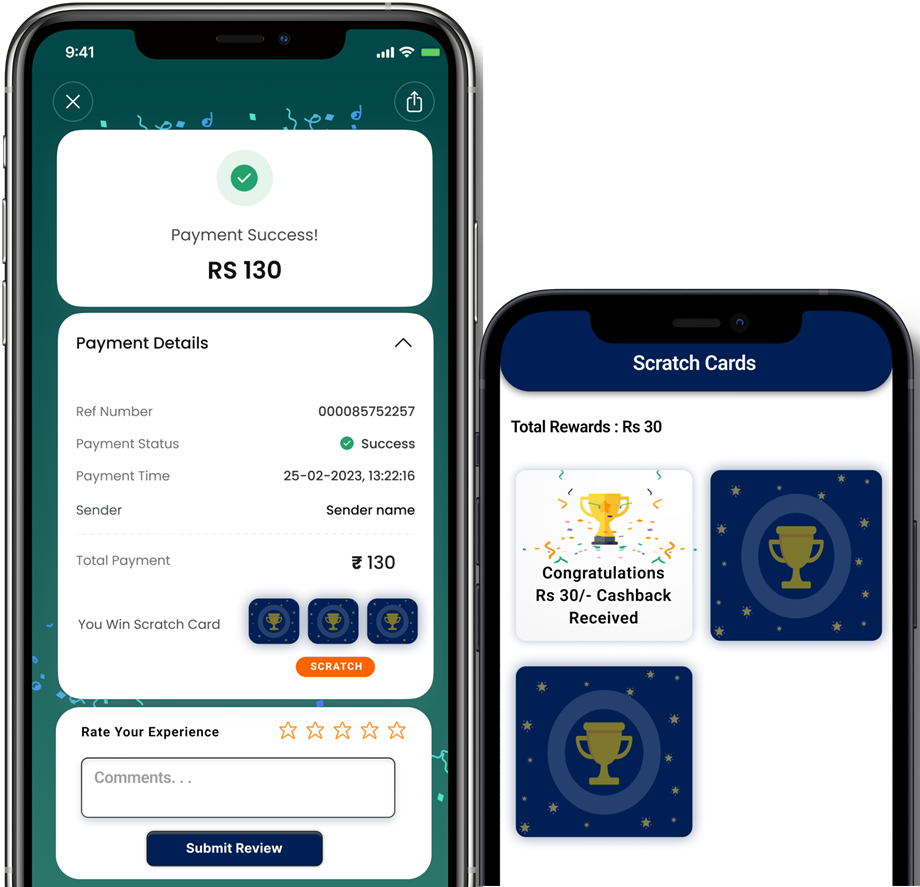 9:41
Payment Success!
RS 130
Payment Details
Ref Number 000085752257
Payment Status Success
Payment Time 25-02-2023, 13:22:16
Sender Sender name
Total Payment ₹ 130
You Win Scratch Card
SCRATCH
Rate Your Experience
Comments. . .
Submit Review
Scratch Cards
Total Rewards : Rs 30
Congratulations
Rs 30/- Cashback
Received